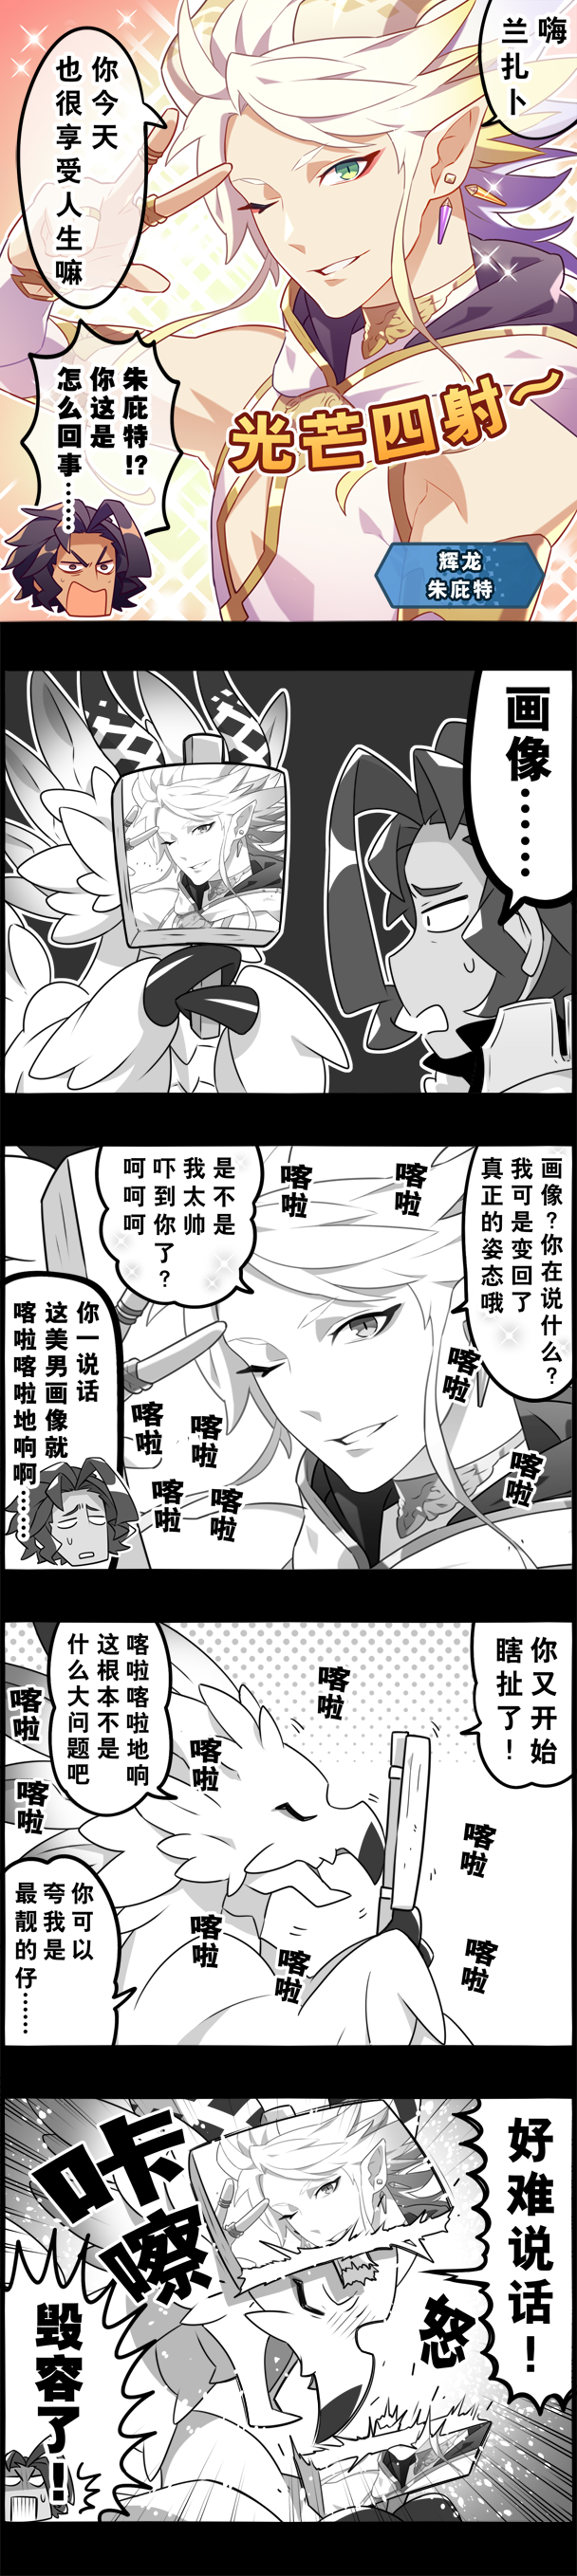 嗨
兰扎卜
你今天
也很享受人生嘛
朱庇特!?
你这是
怎么回事……
光芒四射～
辉龙
朱庇特
画像……
画像?你在说什么?
我可是变回了
真正的姿态哦
是不是
我太帅
吓到你了?
呵呵呵
喀啦
喀啦
喀啦
喀啦
喀啦
喀啦
喀啦
喀啦
你一说话
这美男画像就
喀啦喀啦地响啊……
你又开始
瞎扯了!
喀啦喀啦地响
这根本不是
什么大问题吧
喀啦
喀啦
喀啦
喀啦
喀啦
喀啦
喀啦
喀啦
你可以
夸我是
最靓的仔……
好难说话!
怒
咔嚓
毁容了!